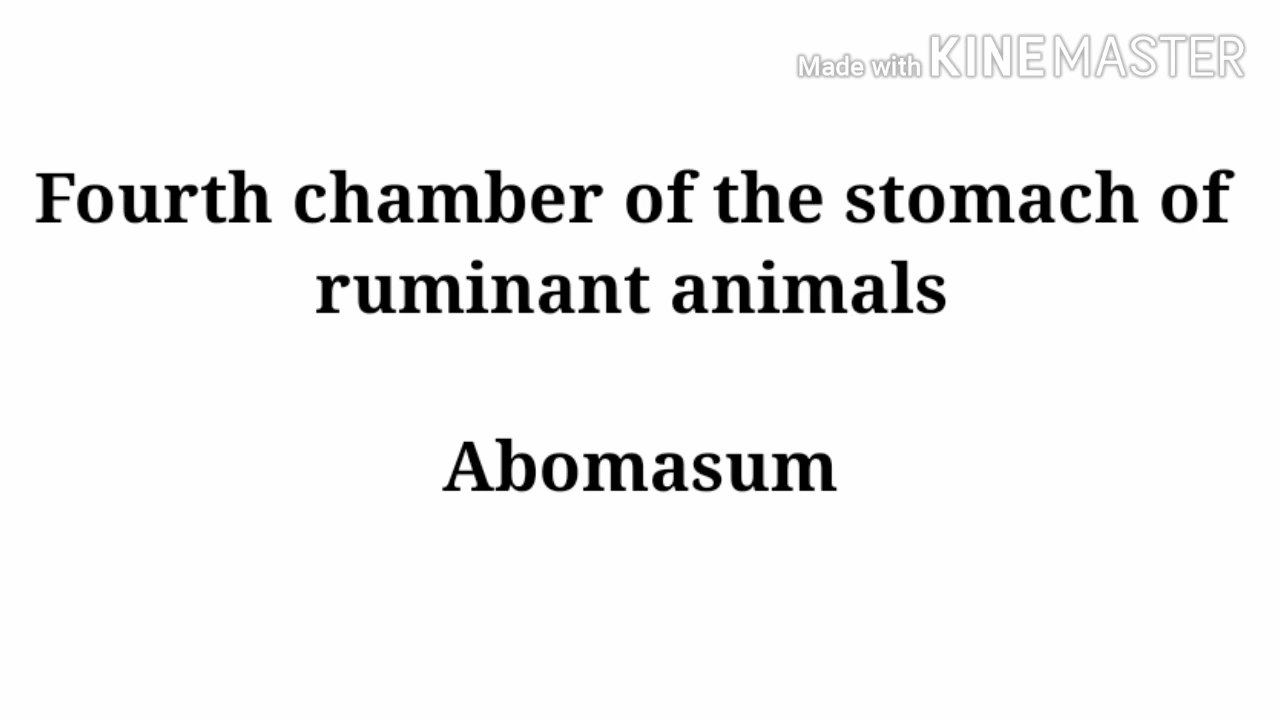 Made with KINEMASTER
Fourth chamber of the stomach of
ruminant animals
Abomasum